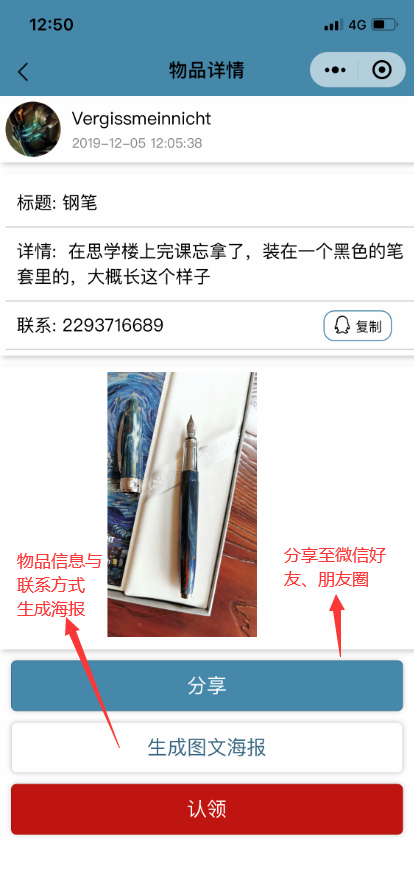 12:50
4G
物品详情
Vergissmeinnicht
2019-12-05 12:05:38
标题: 钢笔
详情: 在思学楼上完课忘拿了，装在一个黑色的笔
套里的，大概长这个样子
联系: 2293716689
复制
物品信息与
联系方式
生成海报
分享至微信好
友、朋友圈
分享
生成图文海报
认领